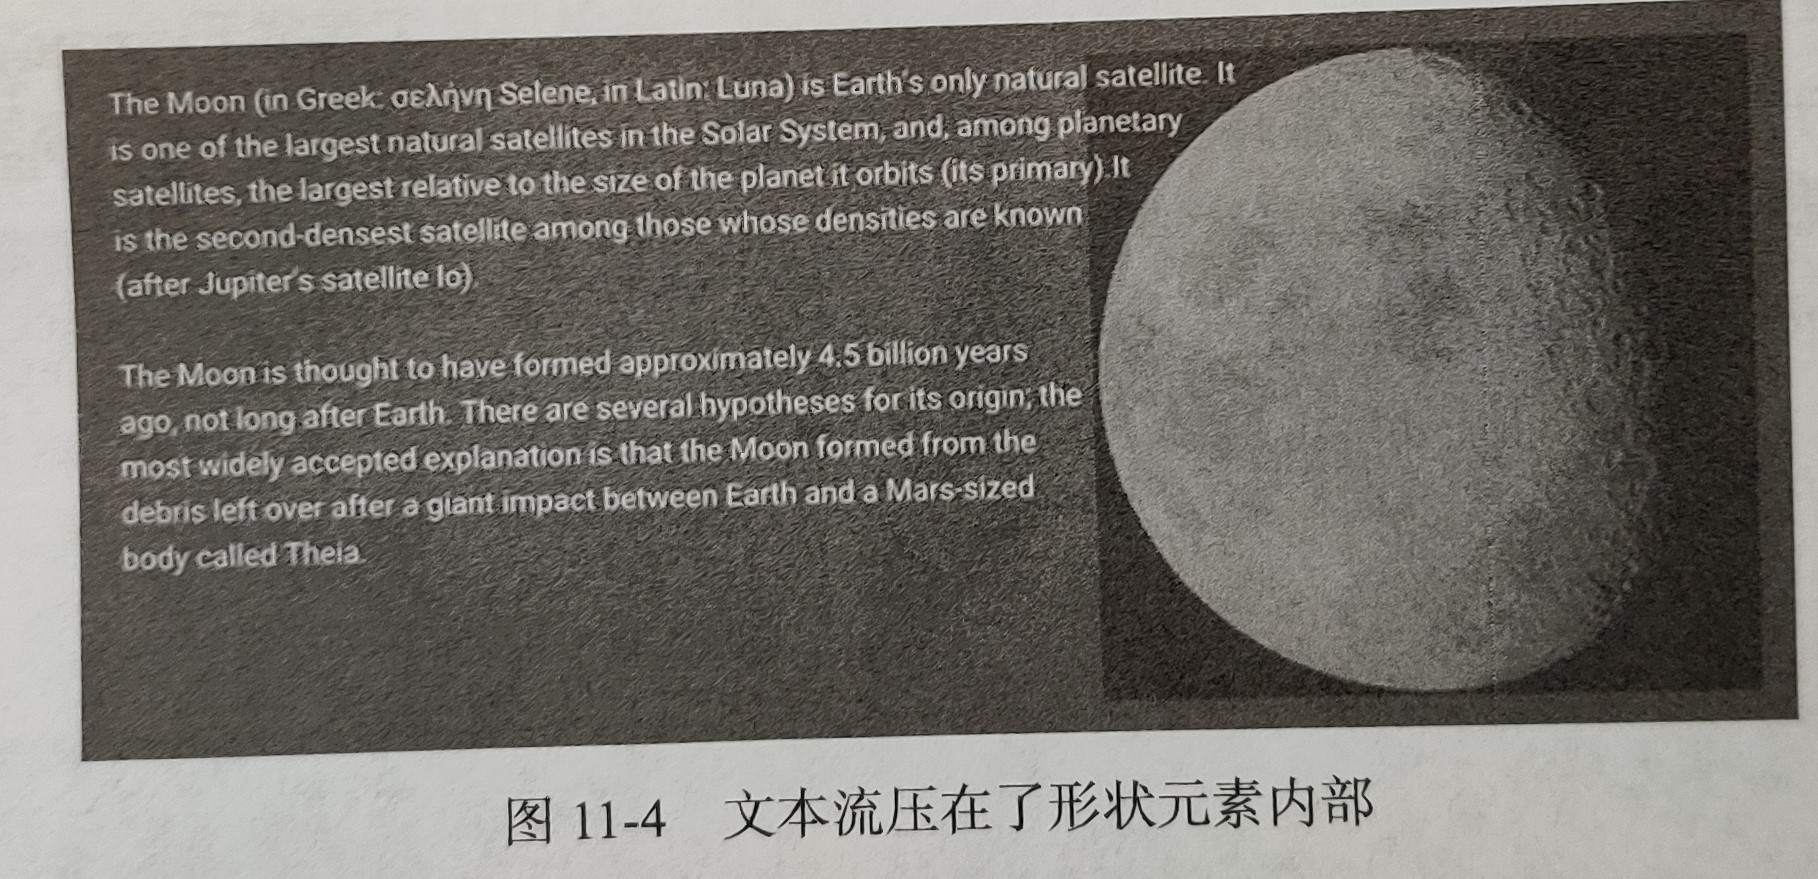 The Moon (in Greek: σελήνη Selene, in Latin: Luna) is Earth's only natural satellite. It
is one of the largest natural satellites in the Solar System, and, among planetary
satellites, the largest relative to the size of the planet it orbits (its primary).It
is the second-densest satellite among those whose densities are known
(after Jupiter's satellite Io).
The Moon is thought to have formed approximately 4.5 billion years
ago, not long after Earth. There are several hypotheses for its origin; the
most widely accepted explanation is that the Moon formed from the
debris left over after a giant impact between Earth and a Mars-sized
body called Theia.
图 11-4 文本流压在了形状元素内部